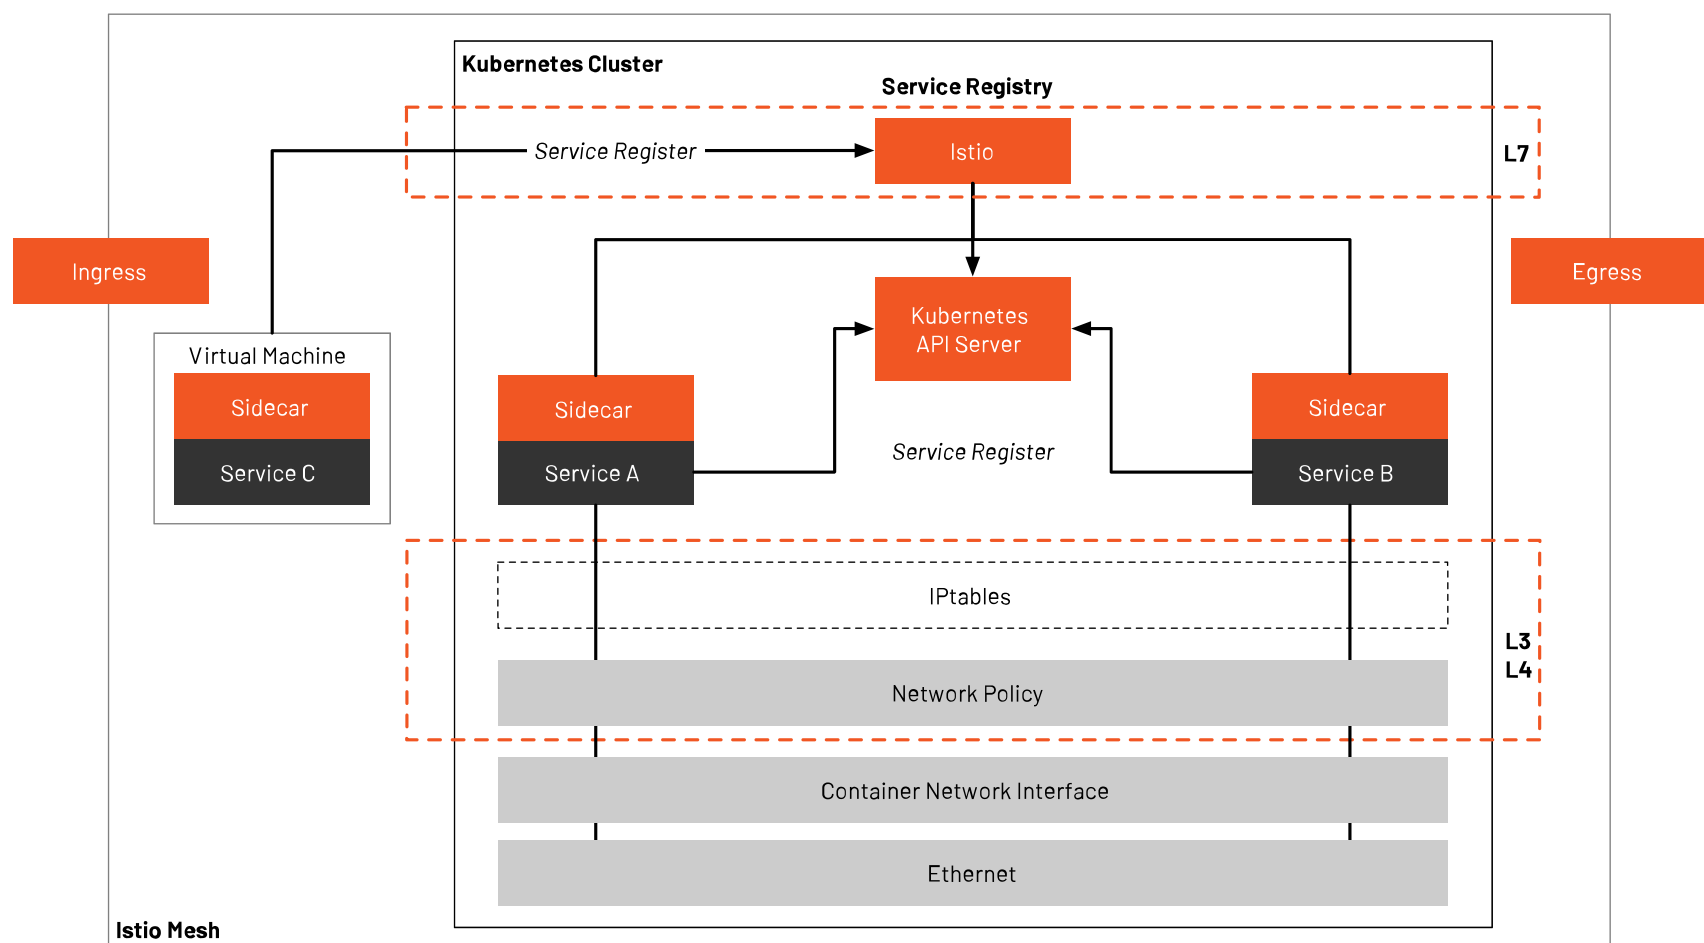 Kubernetes Cluster
Service Registry
Service Register
Istio
L7
Ingress
Egress
Kubernetes
API Server
Virtual Machine
Sidecar
Service C
Sidecar
Service A
Service Register
Sidecar
Service B
IPtables
L3
L4
Network Policy
Container Network Interface
Ethernet
Istio Mesh